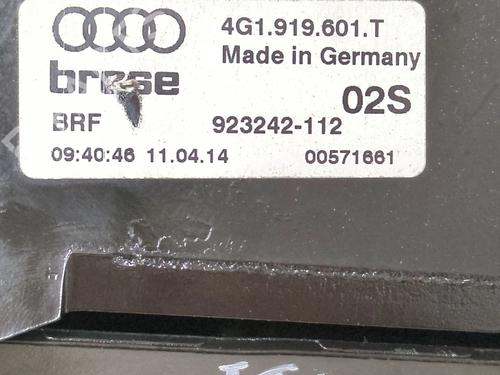 4G1.919.601.T
Made in Germany
brose
02S
BRF 923242-112
09:40:46 11.04.14 00571661